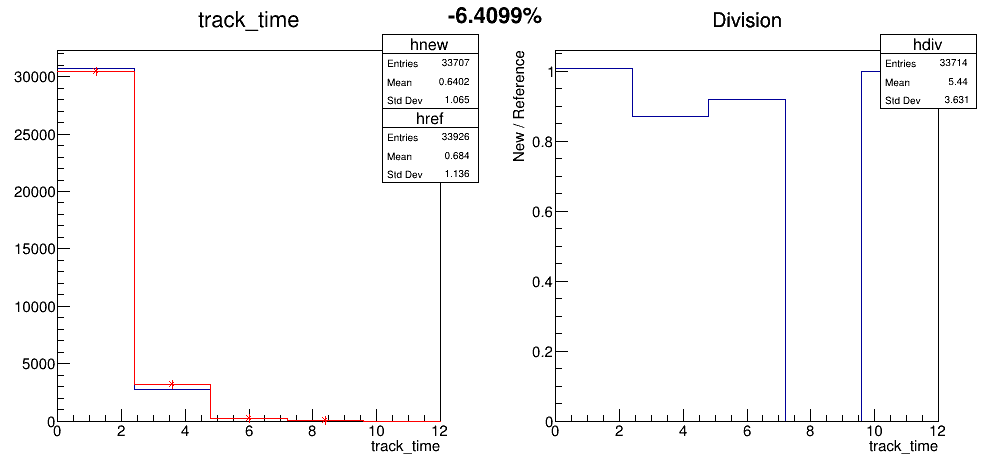 -6.4099%
track_time
hnew
Entries 33707
Mean 0.6402
Std Dev 1.065
href
Entries 33926
Mean 0.684
Std Dev 1.136
30000
25000
20000
15000
10000
5000
0
0 2 4 6 8 10 12
track_time
Division
hdiv
Entries 33714
Mean 5.44
Std Dev 3.631
New / Reference
1
0.8
0.6
0.4
0.2
0
0 2 4 6 8 10 12
track_time